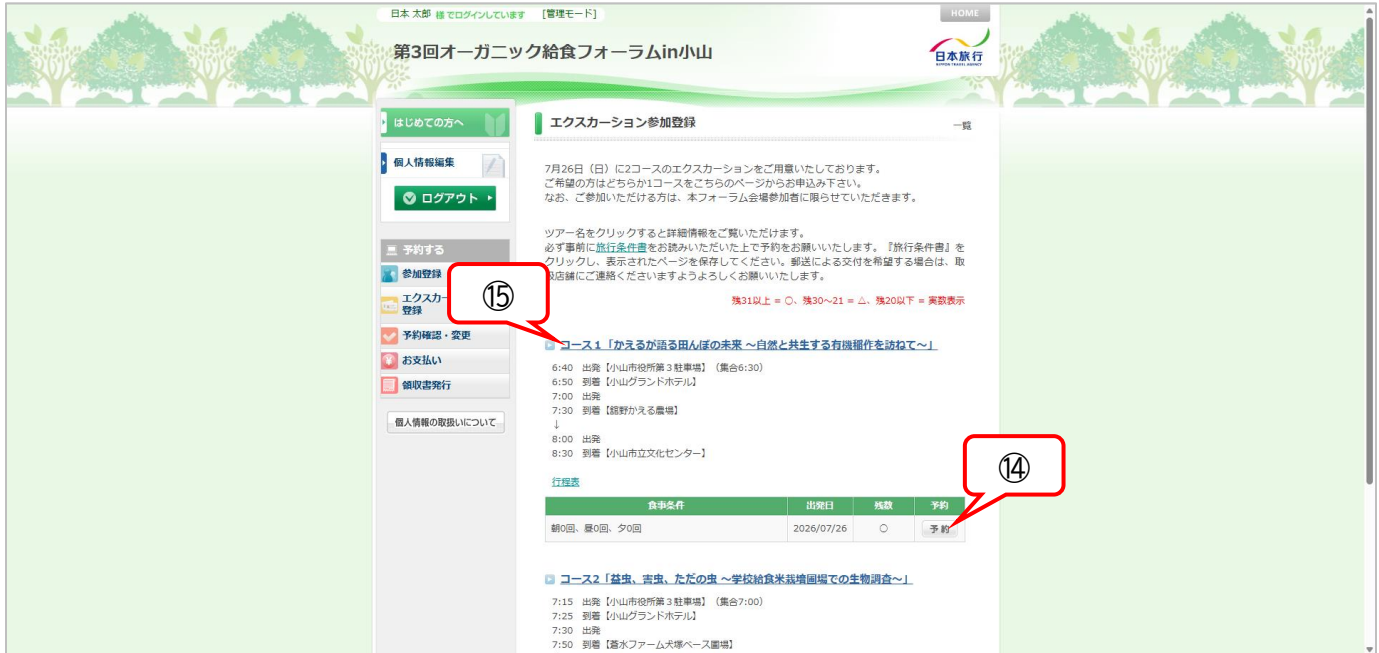 日本 太郎 様 でログインしています [管理モード]
HOME
第3回オーガニック給食フォーラムin小山
日本旅行
NIPPON TRAVEL AGENCY
はじめての方へ
個人情報編集
ログアウト
予約する
参加登録
エクスカー
登録
予約確認・変更
お支払い
領収書発行
個人情報の取扱いについて
エクスカーション参加登録
一覧
7月26日（日）に2コースのエクスカーションをご用意いたしております。
ご希望の方はどちらか1コースをこちらのページからお申込み下さい。
なお、ご参加いただける方は、本フォーラム会場参加者に限らせていただきます。
ツアー名をクリックすると詳細情報をご覧いただけます。
必ず事前に旅行条件書をお読みいただいた上で予約をお願いいたします。『旅行条件書』を
クリックし、表示されたページを保存してください。郵送による交付を希望する場合は、取
扱店舗にご連絡くださいますようよろしくお願いいたします。
残31以上 = ○、残30～21 = △、残20以下 = 実数表示
⑮
コース１「かえるが語る田んぼの未来 ～自然と共生する有機稲作を訪ねて～」
6:40 出発【小山市役所第３駐車場】（集合6:30）
6:50 到着【小山グランドホテル】
7:00 出発
7:30 到着【舘野かえる農場】
↓
8:00 出発
8:30 到着【小山市立文化センター】
⑭
行程表
食事条件 出発日 残数 予約
朝0回、昼0回、夕0回 2026/07/26 ○ 予約
コース2「益虫、害虫、ただの虫 ～学校給食米栽培圃場での生物調査～」
7:15 出発【小山市役所第３駐車場】（集合7:00）
7:25 到着【小山グランドホテル】
7:30 出発
7:50 到着【蒼水ファーム犬塚ベース圃場】